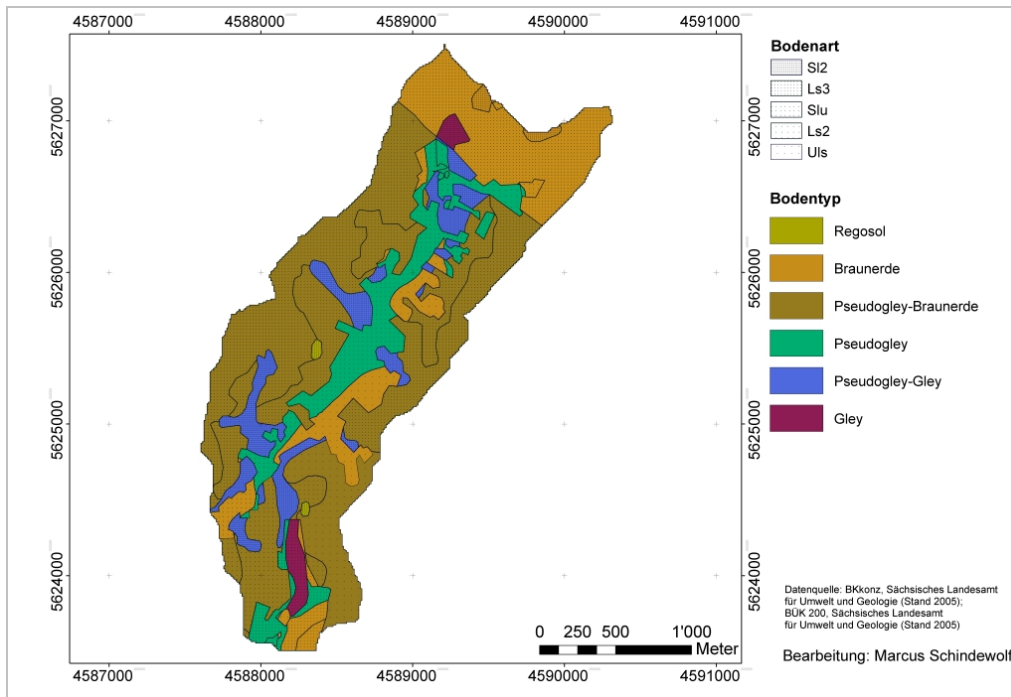 4587000 4588000 4589000 4590000 4591000
5627000 5627000
5626000 5626000
5625000 5625000
5624000 5624000
4587000 4588000 4589000 4590000 4591000
0 250 500 1'000
Meter
Bodenart
Sl2
Ls3
Slu
Ls2
Uls
Bodentyp
Regosol
Braunerde
Pseudogley-Braunerde
Pseudogley
Pseudogley-Gley
Gley
Datenquelle: BKkonz, Sächsisches Landesamt
für Umwelt und Geologie (Stand 2005);
BÜK 200, Sächsisches Landesamt
für Umwelt und Geologie (Stand 2005)
Bearbeitung: Marcus Schindewolf